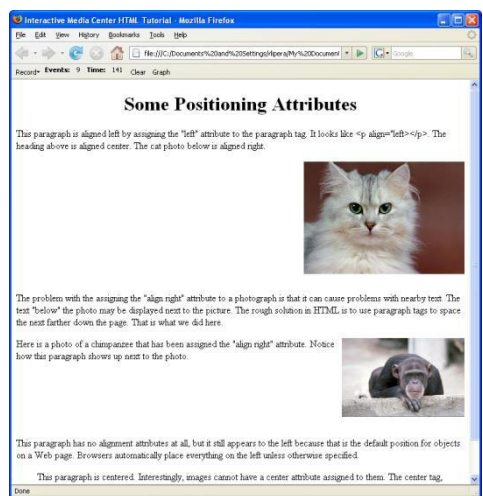 Interactive Media Center HTML Tutorial - Mozilla Firefox
File Edit View History Bookmarks Tools Help
file:///C:/Documents%20and%20Settings/rlipera/My%20Document Google
Record▾ Events: 9 Time: 141 Clear Graph
Some Positioning Attributes
This paragraph is aligned left by assigning the "left" attribute to the paragraph tag. It looks like <p align="left></p>. The
heading above is aligned center. The cat photo below is aligned right.
The problem with the assigning the "align right" attribute to a photograph is that it can cause problems with nearby text. The
text "below" the photo may be displayed next to the picture. The rough solution in HTML is to use paragraph tags to space
the next farther down the page. That is what we did here.
Here is a photo of a chimpanzee that has been assigned the "align right" attribute. Notice
how this paragraph shows up next to the photo.
This paragraph has no alignment attributes at all, but it still appears to the left because that is the default position for objects
on a Web page. Browsers automatically place everything on the left unless otherwise specified.
This paragraph is centered. Interestingly, images cannot have a center attribute assigned to them. The center tag,
Done